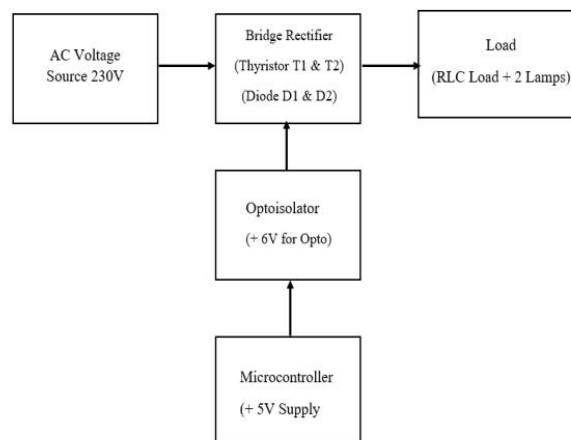 AC Voltage
Source 230V
Bridge Rectifier
(Thyristor T1 & T2)
(Diode D1 & D2)
Load
(RLC Load + 2 Lamps)
Optoisolator
(+ 6V for Opto)
Microcontroller
(+ 5V Supply